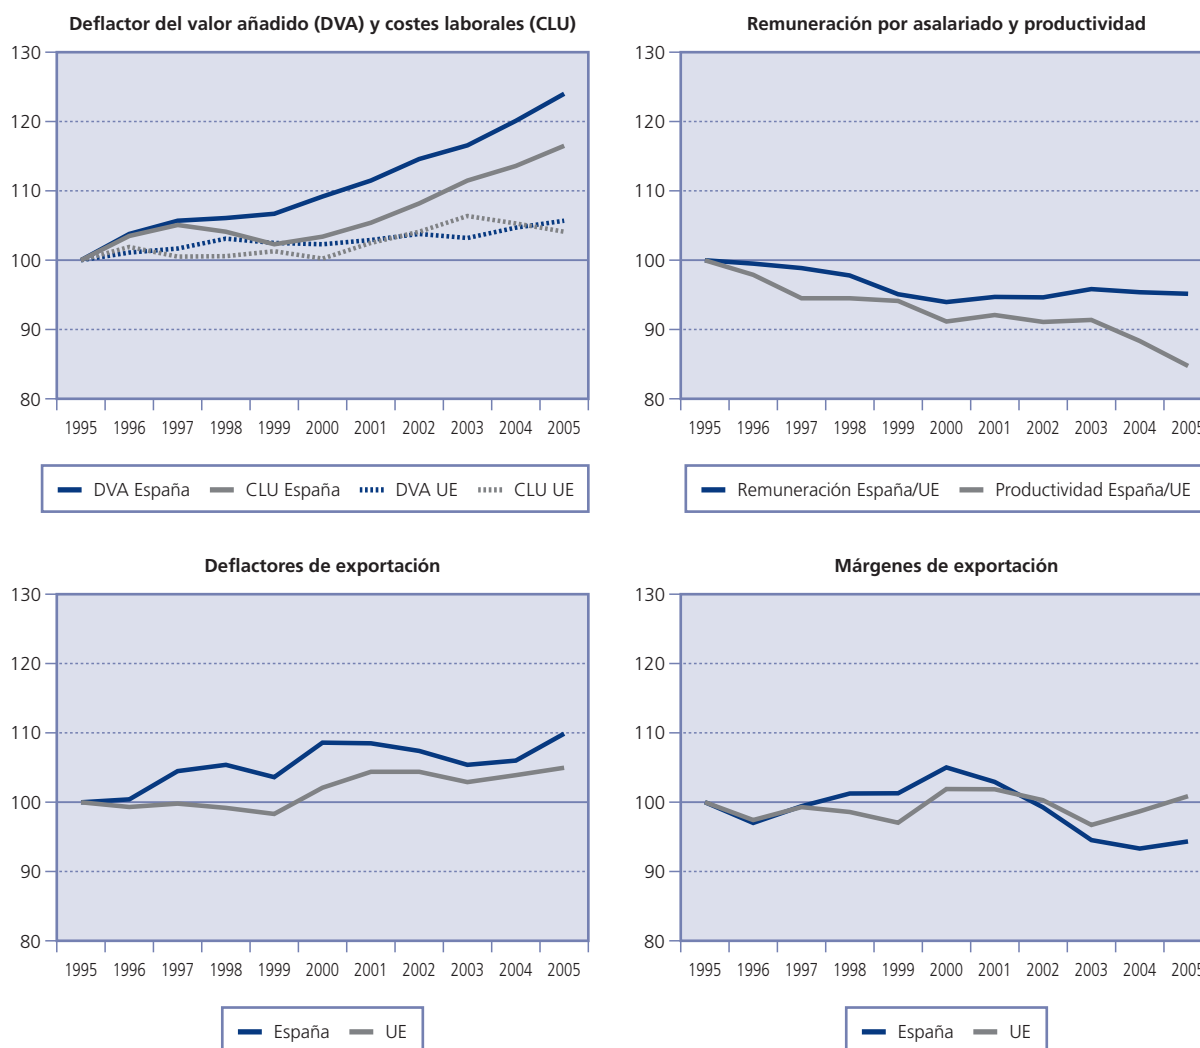 Deflactor del valor añadido (DVA) y costes laborales (CLU)
130
120
110
100
90
80
1995 1996 1997 1998 1999 2000 2001 2002 2003 2004 2005
DVA España CLU España DVA UE CLU UE
Remuneración por asalariado y productividad
130
120
110
100
90
80
1995 1996 1997 1998 1999 2000 2001 2002 2003 2004 2005
Remuneración España/UE Productividad España/UE
Deflactores de exportación
130
120
110
100
90
80
1995 1996 1997 1998 1999 2000 2001 2002 2003 2004 2005
España UE
Márgenes de exportación
130
120
110
100
90
80
1995 1996 1997 1998 1999 2000 2001 2002 2003 2004 2005
España UE